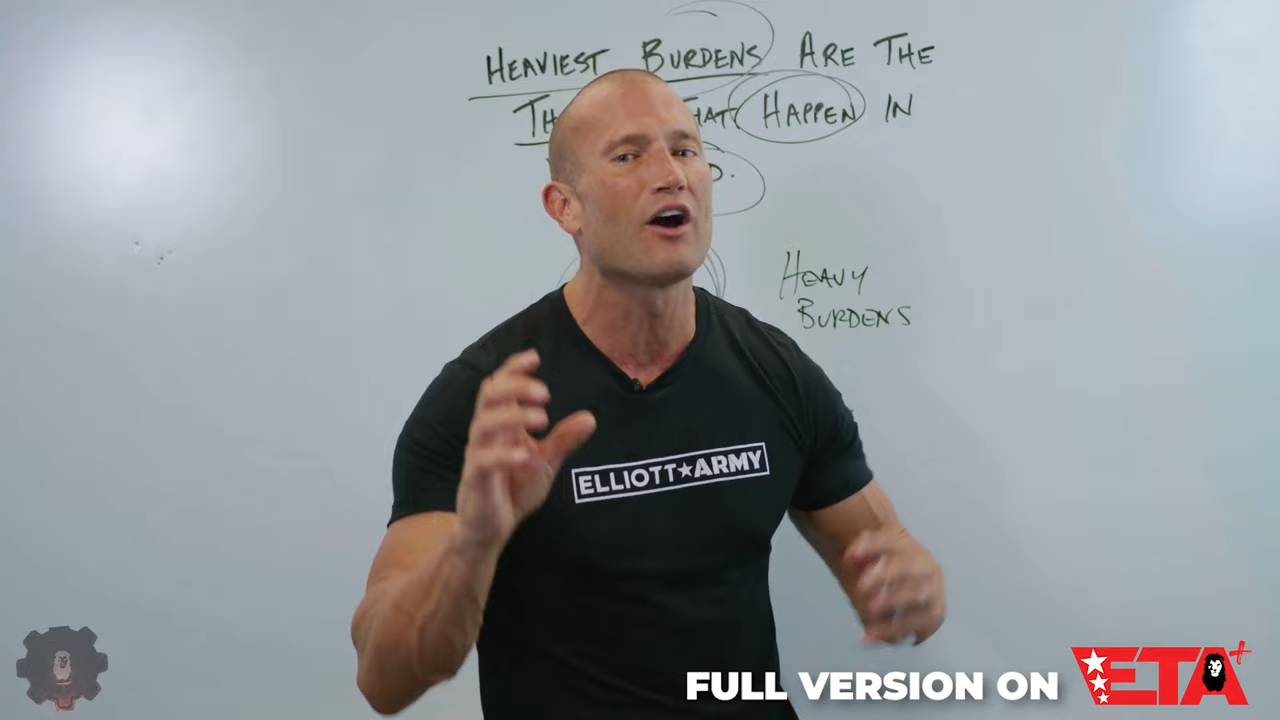 HEAVIEST BURDENS ARE THE
HAPPEN IN
HEAVY
BURDENS
ELLIOTT★ARMY
FULL VERSION ON ETA+